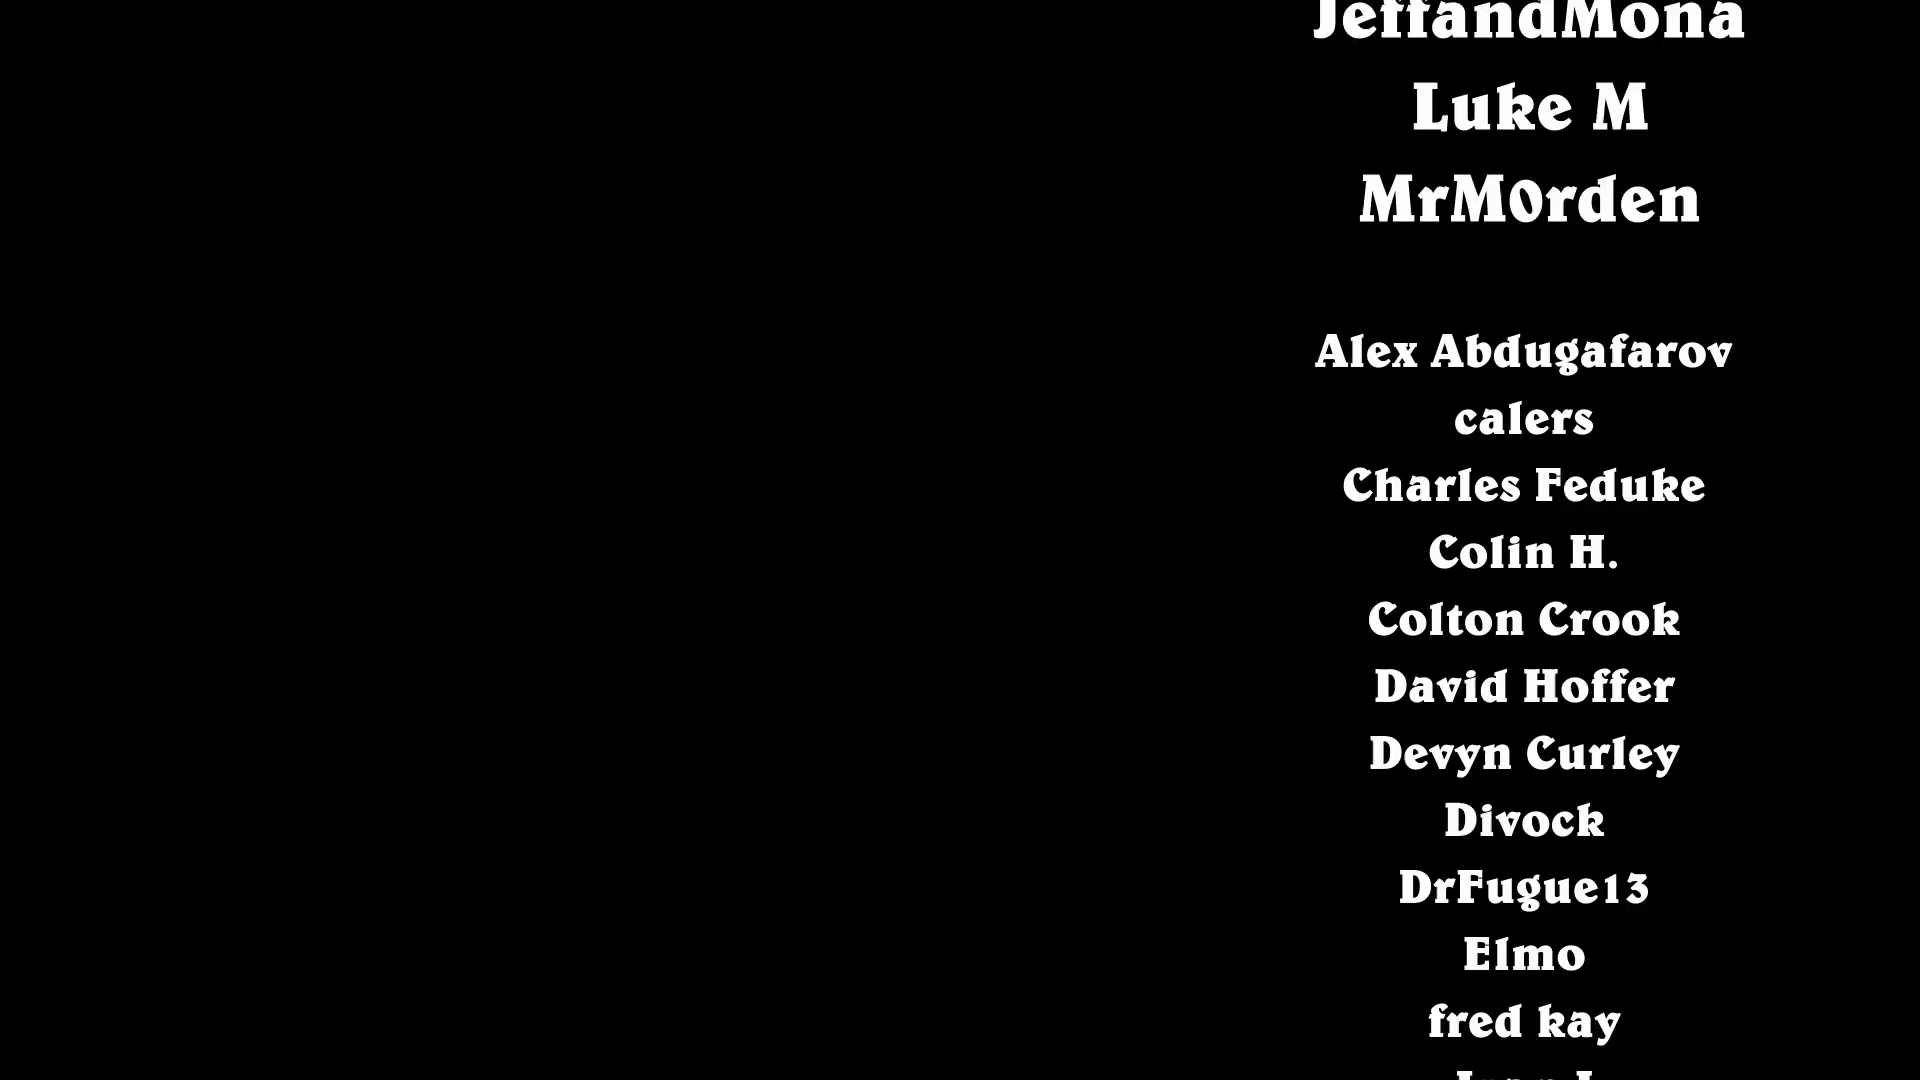 JeffandMona
Luke M
MrM0rden
Alex Abdugafarov
calers
Charles Feduke
Colin H.
Colton Crook
David Hoffer
Devyn Curley
Divock
DrFugue13
Elmo
fred kay